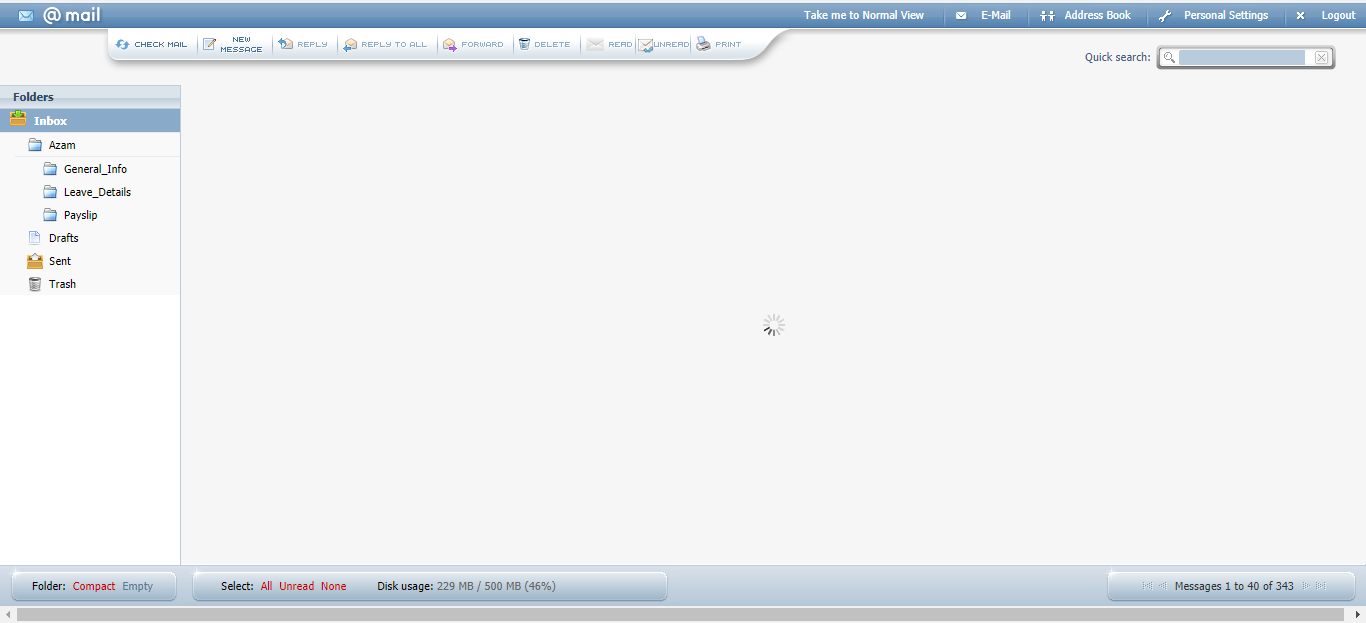 @ mail
Take me to Normal View
E-Mail
Address Book
Personal Settings
Logout
CHECK MAIL
NEW
MESSAGE
REPLY
REPLY TO ALL
FORWARD
DELETE
READ
UNREAD
PRINT
Quick search:
Folders
Inbox
Azam
General_Info
Leave_Details
Payslip
Drafts
Sent
Trash
Folder: Compact Empty
Select: All Unread None
Disk usage: 229 MB / 500 MB (46%)
Messages 1 to 40 of 343